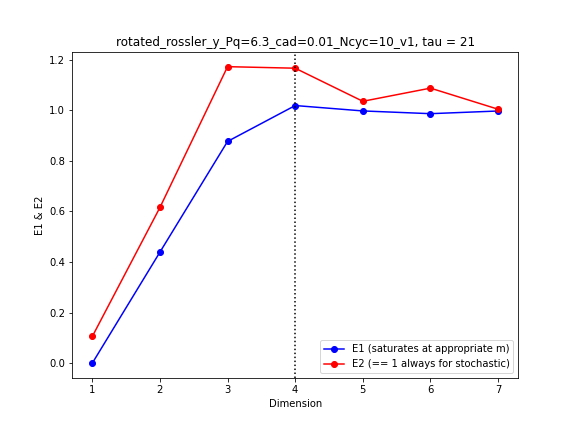 rotated_rossler_y_Pq=6.3_cad=0.01_Ncyc=10_v1, tau = 21
1.2
1.0
0.8
0.6
0.4
0.2
0.0
E1 & E2
E1 (saturates at appropriate m)
E2 (== 1 always for stochastic)
1 2 3 4 5 6 7
Dimension